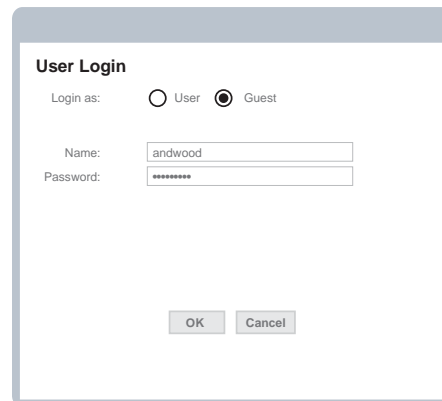 User Login
Login as: User Guest
Name: andwood
Password: •••••••••
OK Cancel